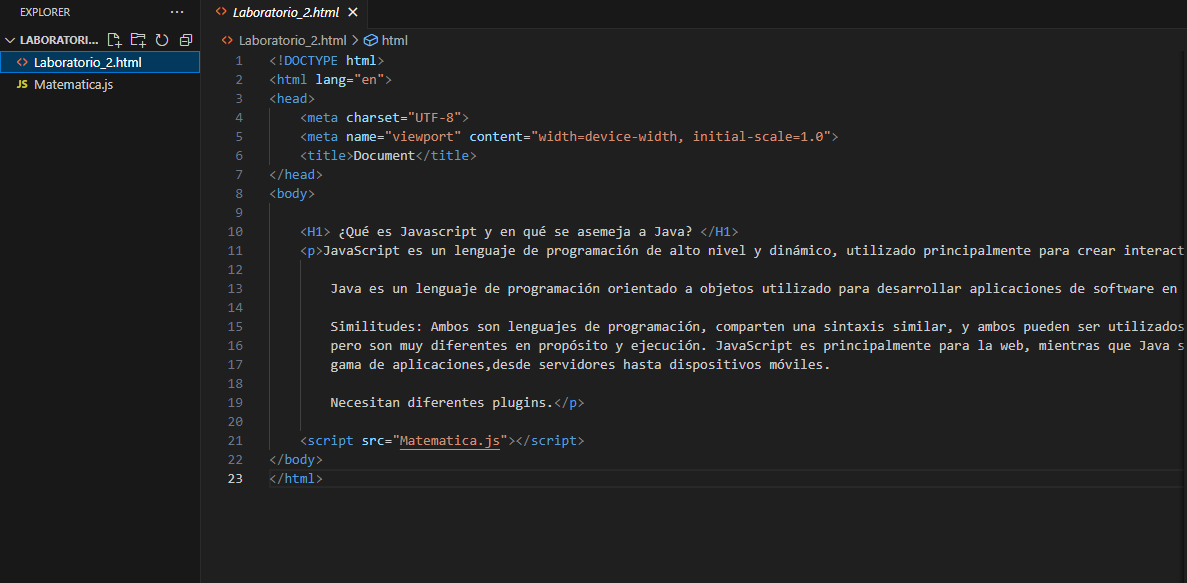 EXPLORER ...
LABORATORI...
Laboratorio_2.html
JS Matematica.js
Laboratorio_2.html
Laboratorio_2.html > html
1 <!DOCTYPE html>
2 <html lang="en">
3 <head>
4 <meta charset="UTF-8">
5 <meta name="viewport" content="width=device-width, initial-scale=1.0">
6 <title>Document</title>
7 </head>
8 <body>
9
10 <H1> ¿Qué es Javascript y en qué se asemeja a Java? </H1>
11 <p>JavaScript es un lenguaje de programación de alto nivel y dinámico, utilizado principalmente para crear interact
12
13 Java es un lenguaje de programación orientado a objetos utilizado para desarrollar aplicaciones de software en
14
15 Similitudes: Ambos son lenguajes de programación, comparten una sintaxis similar, y ambos pueden ser utilizados
16 pero son muy diferentes en propósito y ejecución. JavaScript es principalmente para la web, mientras que Java s
17 gama de aplicaciones,desde servidores hasta dispositivos móviles.
18
19 Necesitan diferentes plugins.</p>
20
21 <script src="Matematica.js"></script>
22 </body>
23 </html>